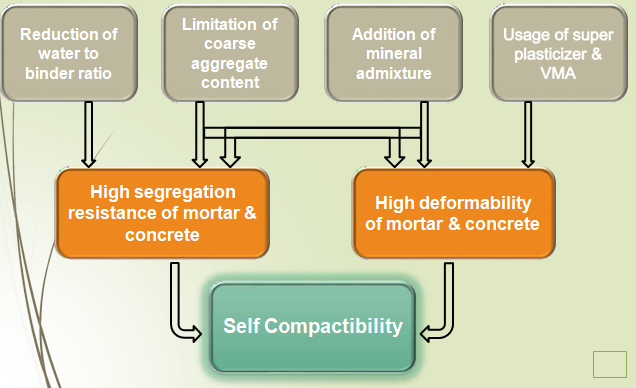 Reduction of
water to
binder ratio
Limitation of
coarse
aggregate
content
Addition of
mineral
admixture
Usage of super
plasticizer &
VMA
High segregation
resistance of mortar &
concrete
High deformability
of mortar & concrete
Self Compactibility